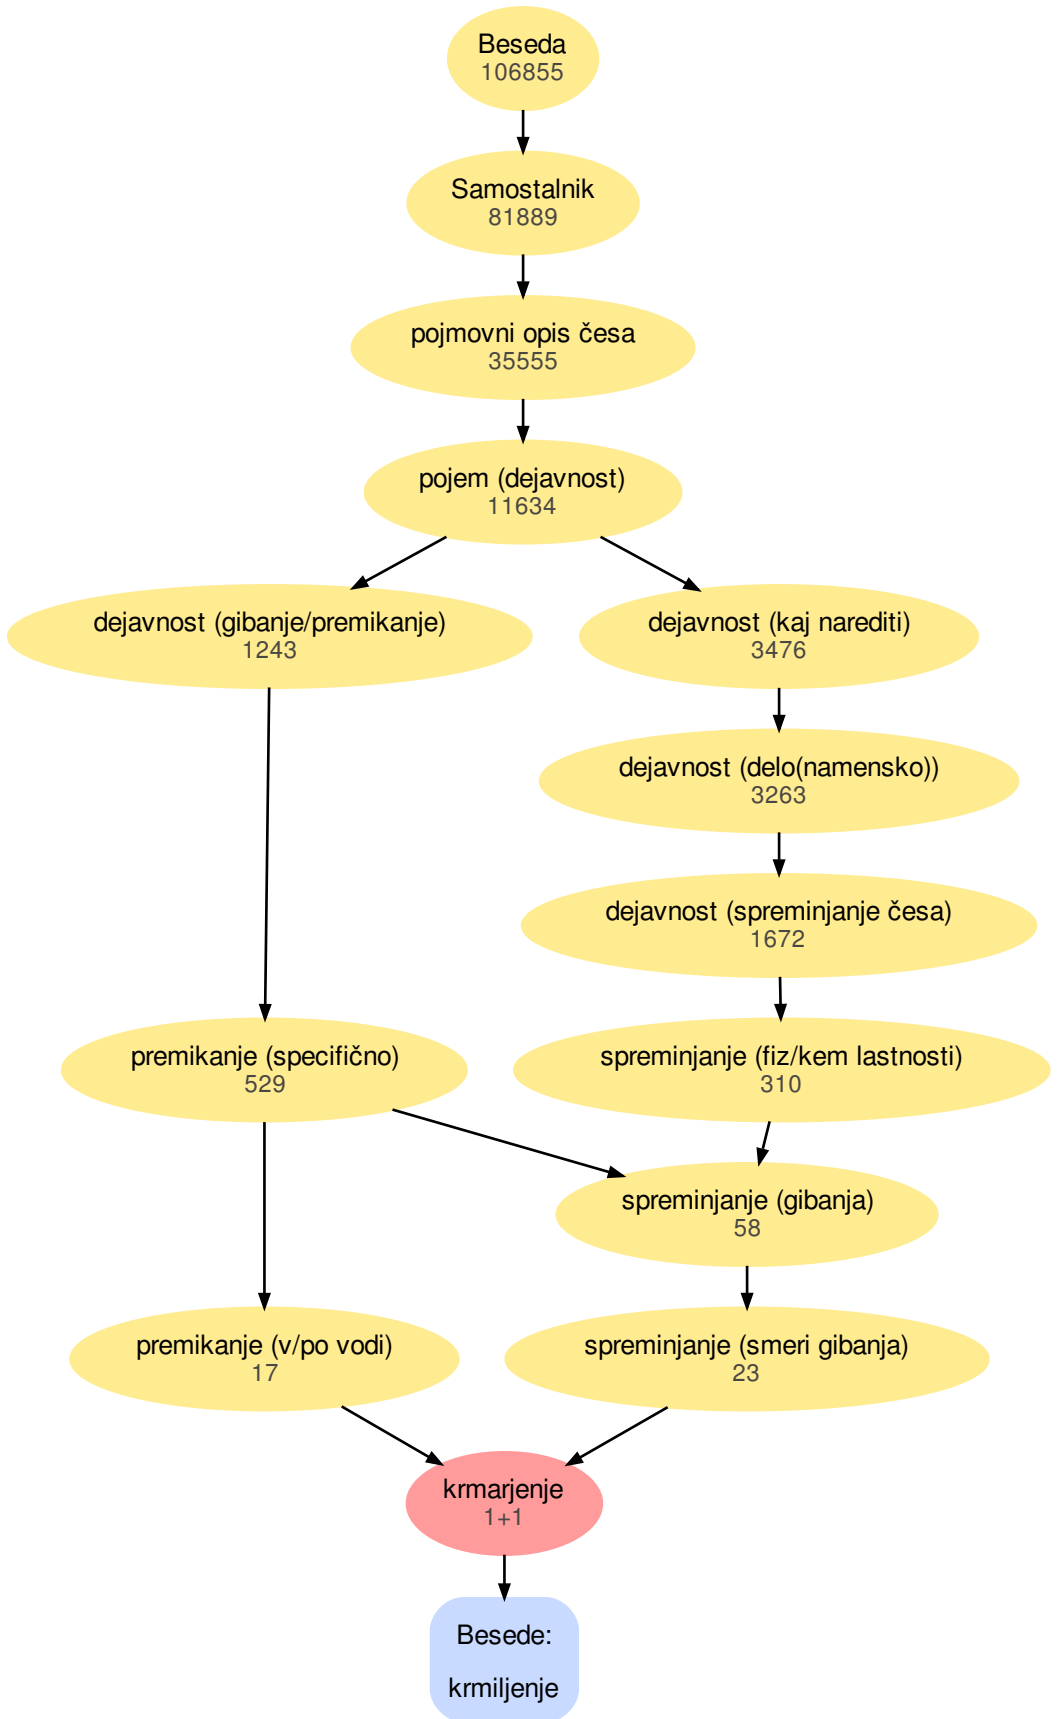 Beseda
106855
Samostalnik
81889
pojmovni opis česa
35555
pojem (dejavnost)
11634
dejavnost (gibanje/premikanje)
1243
dejavnost (kaj narediti)
3476
dejavnost (delo(namensko))
3263
dejavnost (spreminjanje česa)
1672
premikanje (specifično)
529
spreminjanje (fiz/kem lastnosti)
310
spreminjanje (gibanja)
58
premikanje (v/po vodi)
17
spreminjanje (smeri gibanja)
23
krmarjenje
1+1
Besede:
krmiljenje